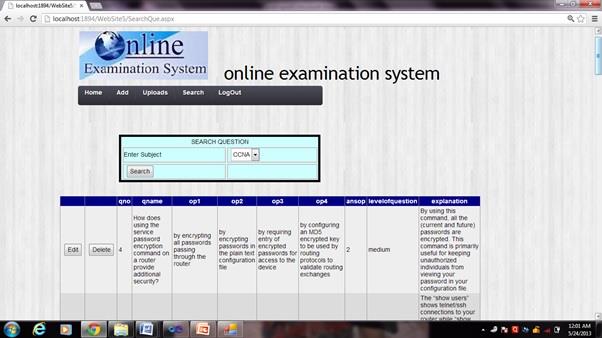 localhost:1894/WebSite5/Sear
localhost:1894/WebSite5/SearchQue.aspx
Online
Examination System
online examination system
Home Add Uploads Search LogOut
SEARCH QUESTION
Enter Subject CCNA
Search
qno qname op1 op2 op3 op4 ansop levelofquestion explanation
Edit Delete 4
How does
using the
service
password
encryption
command on
a router
provide
additional
security?
by encrypting
all passwords
passing
through the
router
by
encrypting
passwords in
the plain text
configuration
file
by requiring
entry of
encrypted
passwords for
access to the
device
by configuring
an MD5
encrypted key
to be used by
routing
protocols to
validate routing
exchanges
2
medium
By using this
command, all the
(current and future)
passwords are
encrypted. This
command is primarily
useful for keeping
unauthorized
individuals from
viewing your
password in your
configuration file
The "show users"
shows telnet/ssh
connections to your
router while "show
12:01 AM
5/24/2013